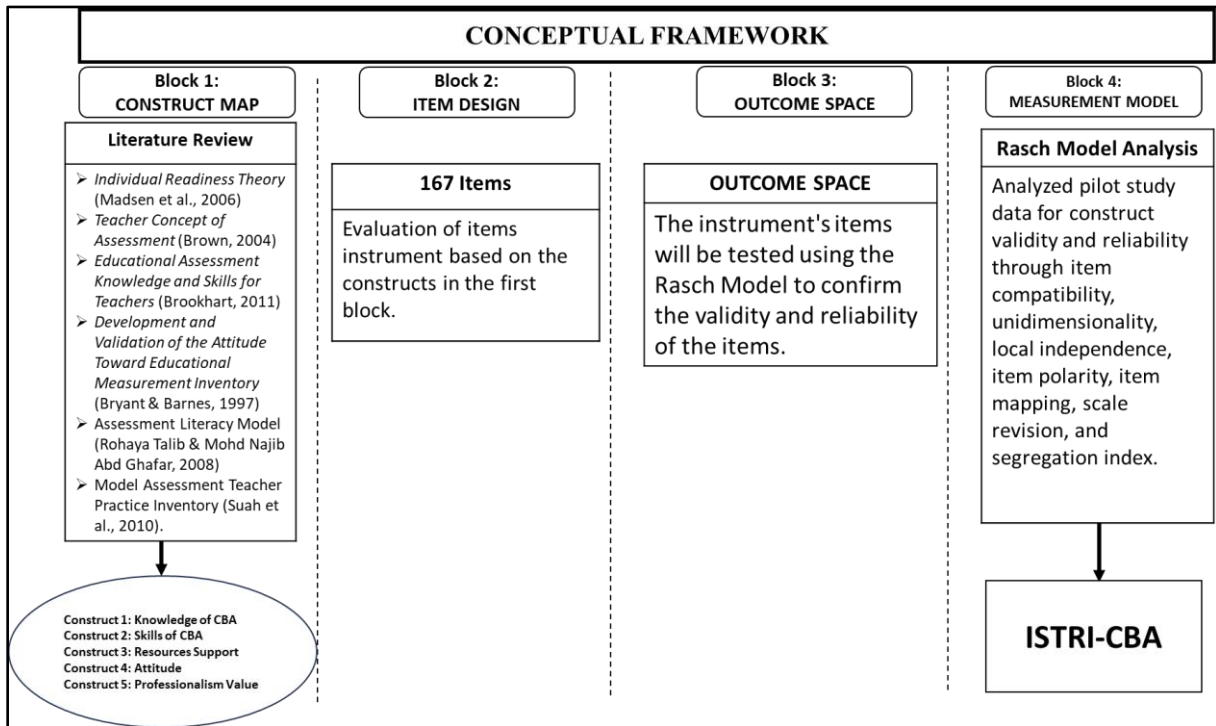 CONCEPTUAL FRAMEWORK
Block 1:
CONSTRUCT MAP
Literature Review
➢ Individual Readiness Theory
(Madsen et al., 2006)
➢ Teacher Concept of
Assessment (Brown, 2004)
➢ Educational Assessment
Knowledge and Skills for
Teachers (Brookhart, 2011)
➢ Development and
Validation of the Attitude
Toward Educational
Measurement Inventory
(Bryant & Barnes, 1997)
➢ Assessment Literacy Model
(Rohaya Talib & Mohd Najib
Abd Ghafar, 2008)
➢ Model Assessment Teacher
Practice Inventory (Suah et
al., 2010).
Construct 1: Knowledge of CBA
Construct 2: Skills of CBA
Construct 3: Resources Support
Construct 4: Attitude
Construct 5: Professionalism Value
Block 2:
ITEM DESIGN
167 Items
Evaluation of items
instrument based on the
constructs in the first
block.
Block 3:
OUTCOME SPACE
OUTCOME SPACE
The instrument's items
will be tested using the
Rasch Model to confirm
the validity and reliability
of the items.
Block 4:
MEASUREMENT MODEL
Rasch Model Analysis
Analyzed pilot study
data for construct
validity and reliability
through item
compatibility,
unidimensionality,
local independence,
item polarity, item
mapping, scale
revision, and
segregation index.
ISTRI-CBA